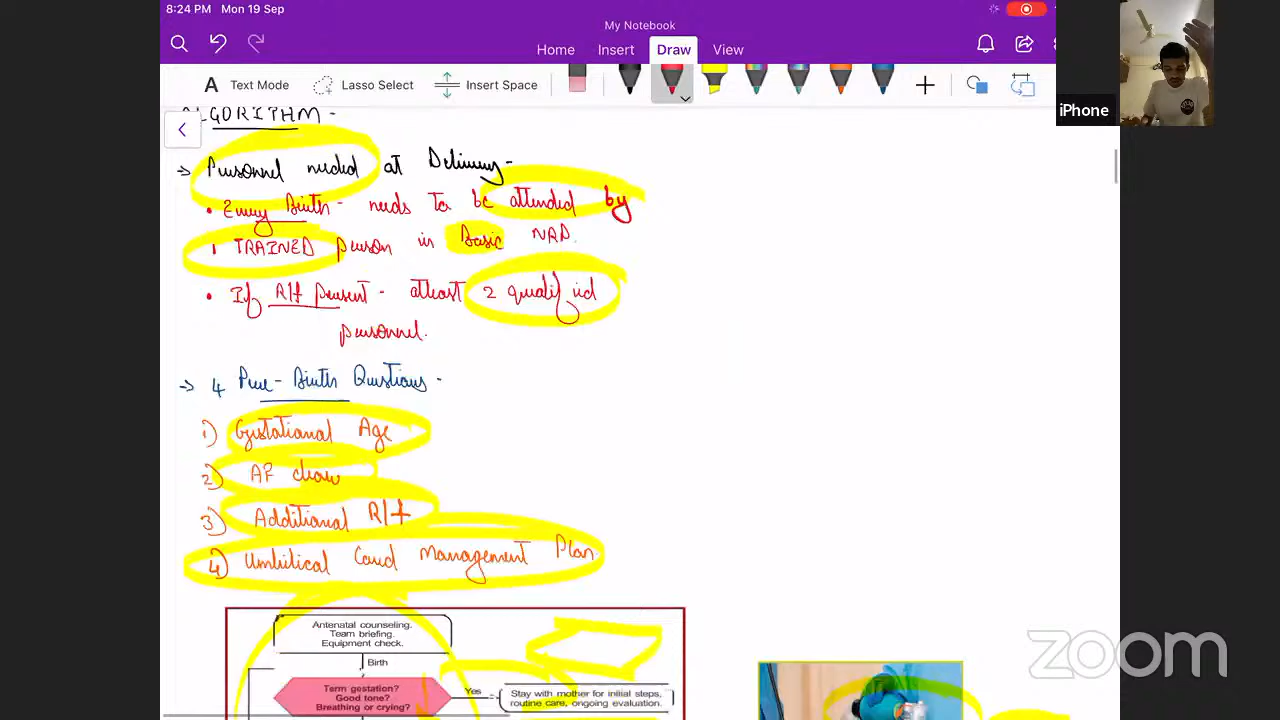 8:24 PM Mon 19 Sep
My Notebook
Home Insert Draw View
A Text Mode Lasso Select Insert Space
iPhone
ALGORITHM -
⇒ Personnel needed at Delivery -
• Every Birth - needs to be attended by
• TRAINED person in Basic NRP.
• If R/f present - atleast 2 qualified
personnel.
⇒ 4 Pre-Birth Questions -
1) Gestational Age
2) AF clear
3) Additional R/f
4) Umbilical Cord Management Plan
Antenatal counseling.
Team briefing.
Equipment check.
Birth
Term gestation?
Good tone?
Breathing or crying?
Yes
Stay with mother for initial steps,
routine care, ongoing evaluation.
zoom